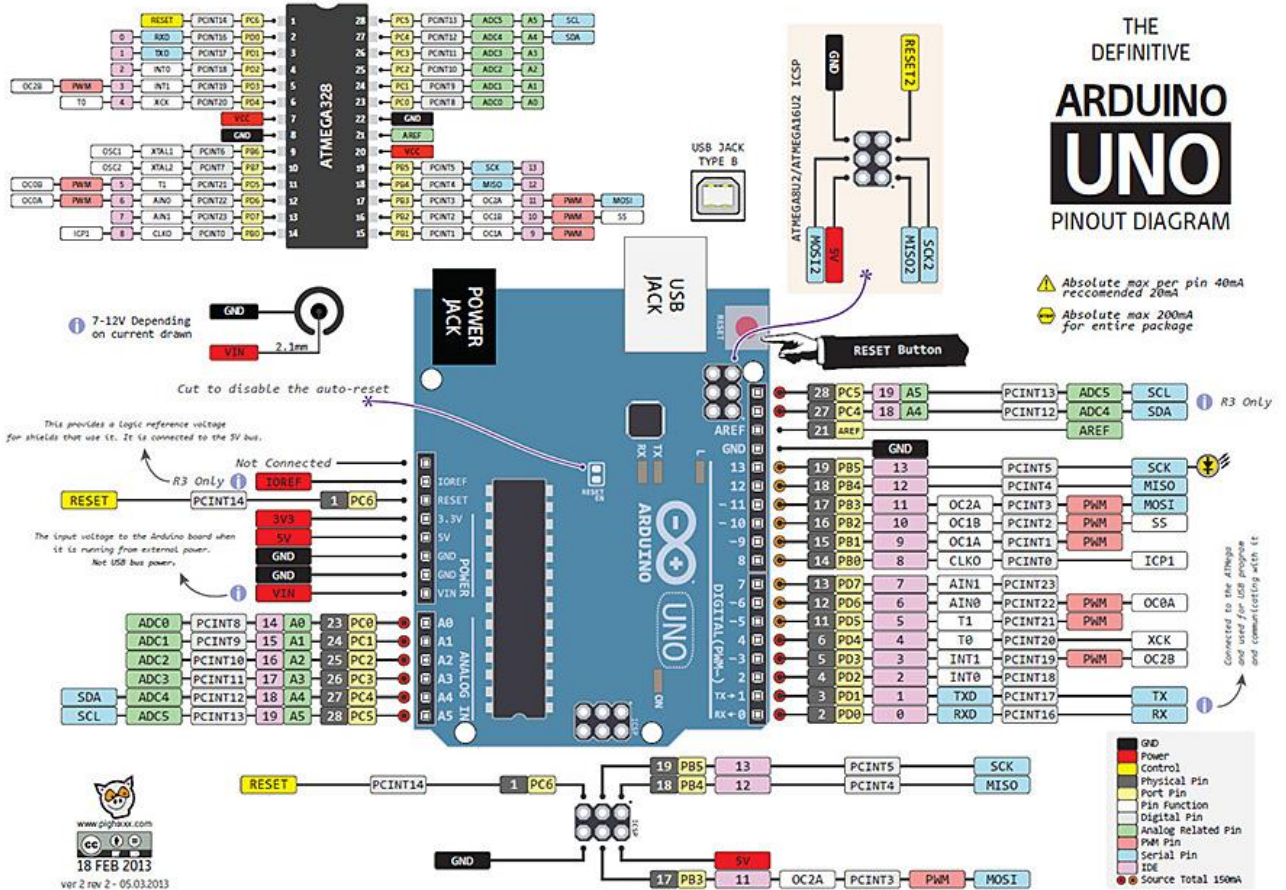 THE
DEFINITIVE
ARDUINO
UNO
PINOUT DIAGRAM
Absolute max per pin 40mA
reccomended 20mA
Absolute max 200mA
for entire package
RESET PCINT14 PC6 1
0 RXD PCINT16 PD0 2
1 TXD PCINT17 PD1 3
2 INT0 PCINT18 PD2 4
OC2B PWM 3 INT1 PCINT19 PD3 5
T0 4 XCK PCINT20 PD4 6
VCC 7
GND 8
OSC1 XTAL1 PCINT6 PB6 9
OSC2 XTAL2 PCINT7 PB7 10
OC0B PWM 5 T1 PCINT21 PD5 11
OC0A PWM 6 AIN0 PCINT22 PD6 12
7 AIN1 PCINT23 PD7 13
ICP1 8 CLKO PCINT0 PB0 14
ATMEGA328
28 PC5 PCINT13 ADC5 A5 SCL
27 PC4 PCINT12 ADC4 A4 SDA
26 PC3 PCINT11 ADC3 A3
25 PC2 PCINT10 ADC2 A2
24 PC1 PCINT9 ADC1 A1
23 PC0 PCINT8 ADC0 A0
22 GND
21 AREF
20 VCC
19 PB5 PCINT5 SCK 13
18 PB4 PCINT4 MISO 12
17 PB3 PCINT3 OC2A 11 PWM MOSI
16 PB2 PCINT2 OC1B 10 PWM SS
15 PB1 PCINT1 OC1A 9 PWM
USB JACK
TYPE B
ATMEGA8U2/ATMEGA16U2 ICSP
GND
RESET2
MOSI2
5V
MISO2
SCK2
GND
VIN
2.1mm
7-12V Depending
on current drawn
POWER
JACK
USB
JACK
RESET
RESET Button
Cut to disable the auto-reset
This provides a logic reference voltage
for shields that use it. It is connected to the 5V bus.
Not Connected
R3 Only IOREF
RESET PCINT14 1 PC6
3V3
5V
GND
GND
VIN
The input voltage to the Arduino board when
it is running from external power.
Not USB bus power.
ADC0 PCINT8 14 A0 23 PC0
ADC1 PCINT9 15 A1 24 PC1
ADC2 PCINT10 16 A2 25 PC2
ADC3 PCINT11 17 A3 26 PC3
SDA ADC4 PCINT12 18 A4 27 PC4
SCL ADC5 PCINT13 19 A5 28 PC5
IOREF
RESET
3.3V
5V
GND
GND
VIN
POWER
A0
A1
A2
A3
A4
A5
ANALOG IN
RESET
EN
RX
TX
L
ARDUINO
UNO
ON
ICSP
AREF
GND
13
12
~11
~10
~9
8
7
~6
~5
4
~3
2
TX→1
RX←0
DIGITAL (PWM~)
28 PC5 19 A5 PCINT13 ADC5 SCL
27 PC4 18 A4 PCINT12 ADC4 SDA
R3 Only
21 AREF AREF
GND
19 PB5 13 PCINT5 SCK
18 PB4 12 PCINT4 MISO
17 PB3 11 OC2A PCINT3 PWM MOSI
16 PB2 10 OC1B PCINT2 PWM SS
15 PB1 9 OC1A PCINT1 PWM
14 PB0 8 CLKO PCINT0 ICP1
13 PD7 7 AIN1 PCINT23
12 PD6 6 AIN0 PCINT22 PWM OC0A
11 PD5 5 T1 PCINT21 PWM
6 PD4 4 T0 PCINT20 XCK
5 PD3 3 INT1 PCINT19 PWM OC2B
4 PD2 2 INT0 PCINT18
3 PD1 1 TXD PCINT17 TX
2 PD0 0 RXD PCINT16 RX
Connected to the ATMega
and used for USB program
and communicating with it
RESET PCINT14 1 PC6
GND
19 PB5 13 PCINT5 SCK
18 PB4 12 PCINT4 MISO
ICSP
5V
17 PB3 11 OC2A PCINT3 PWM MOSI
GND
Power
Control
Physical Pin
Port Pin
Pin Function
Digital Pin
Analog Related Pin
PWM Pin
Serial Pin
IDE
Source Total 150mA
www.pighixxx.com
cc
18 FEB 2013
ver 2 rev 2 - 05.03.2013